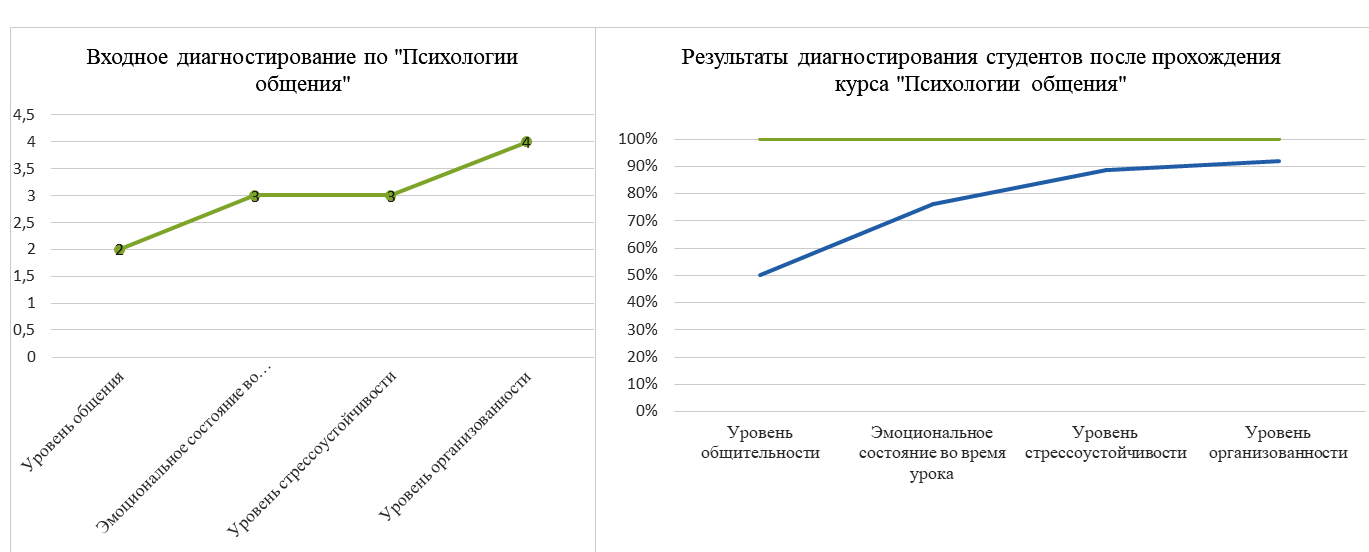 Входное диагностирование по "Психологии
общения"
4,5
4
3,5
3
2,5
2
1,5
1
0,5
0
2
3
3
4
Уровень общения
Эмоциональное состояние во…
Уровень стрессоустойчивости
Уровень организованности
Результаты диагностирования студентов после прохождения
курса "Психологии общения"
100%
90%
80%
70%
60%
50%
40%
30%
20%
10%
0%
Уровень
общительности
Эмоциональное
состояние во время
урока
Уровень
стрессоустойчивости
Уровень
организованности